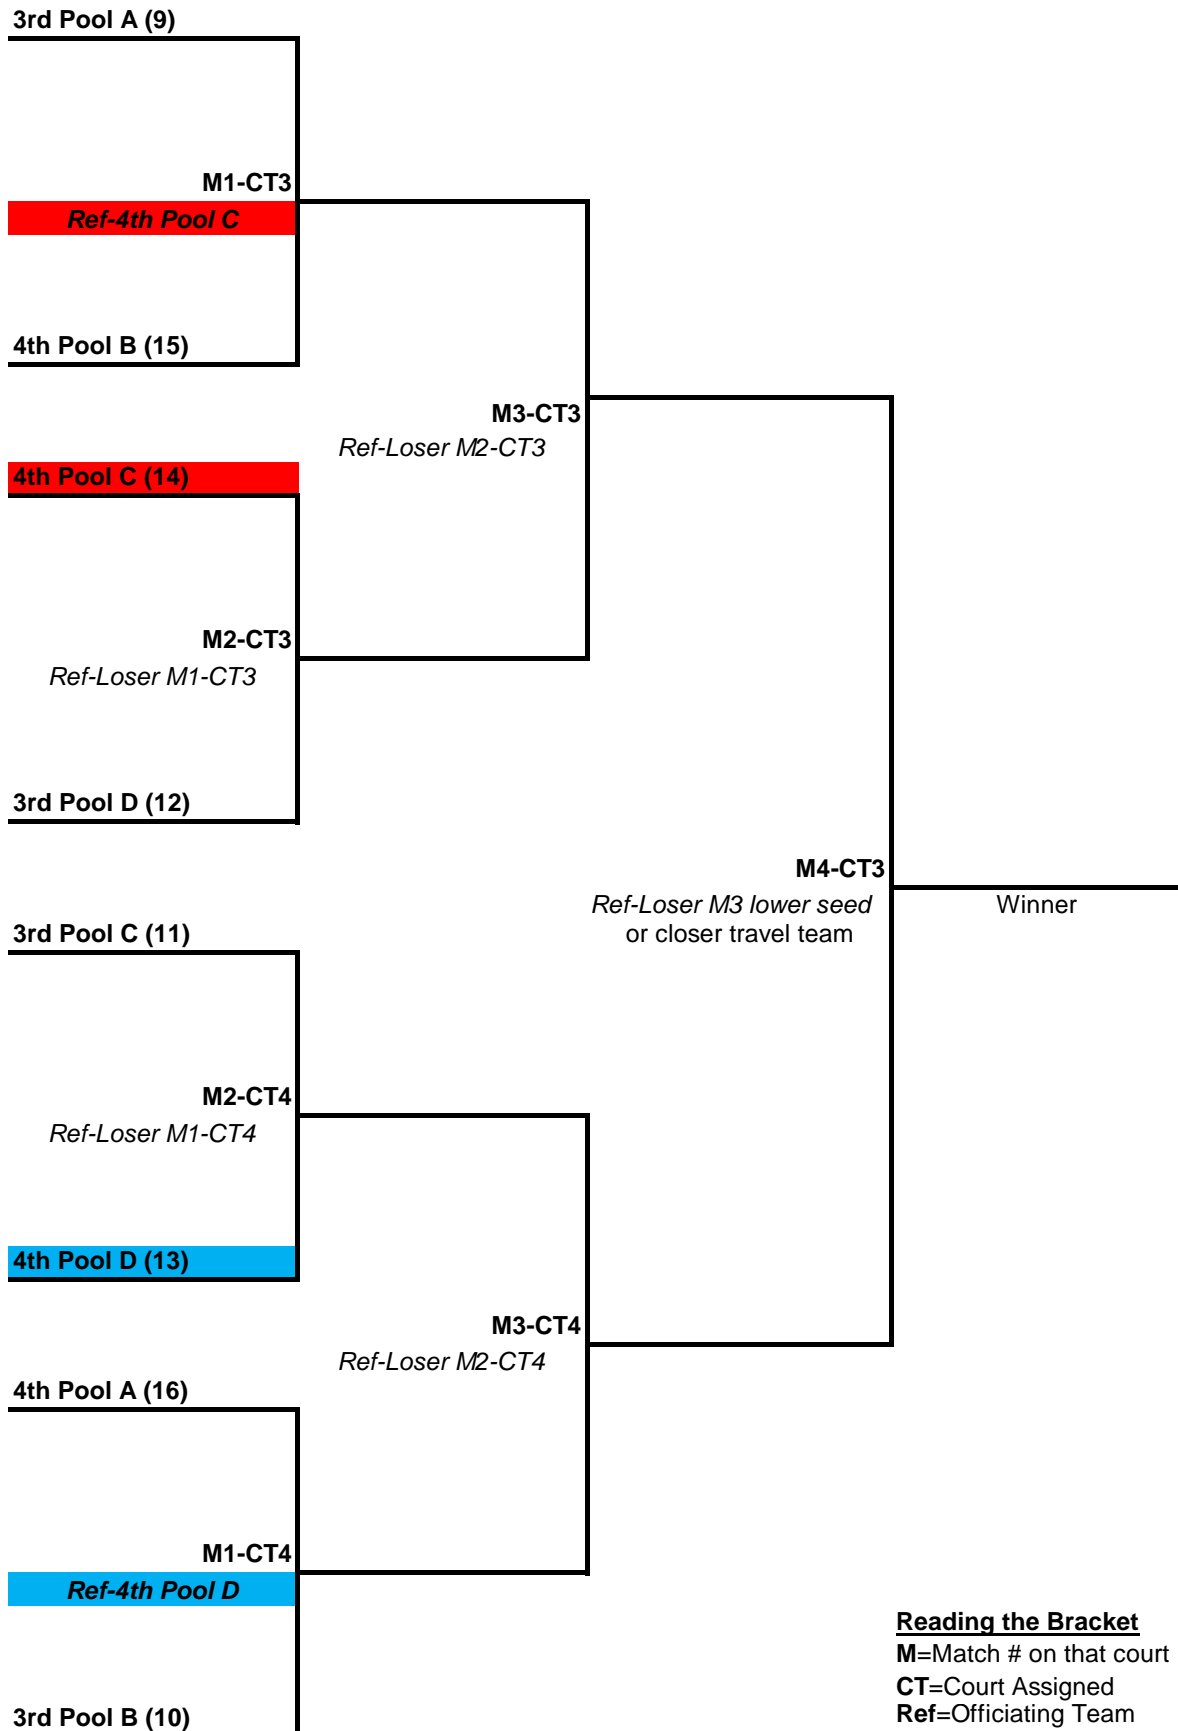 3rd Pool A (9)
M1-CT3
Ref-4th Pool C
4th Pool B (15)
M3-CT3
Ref-Loser M2-CT3
4th Pool C (14)
M2-CT3
Ref-Loser M1-CT3
3rd Pool D (12)
M4-CT3
Ref-Loser M3 lower seed
or closer travel team
Winner
3rd Pool C (11)
M2-CT4
Ref-Loser M1-CT4
4th Pool D (13)
M3-CT4
Ref-Loser M2-CT4
4th Pool A (16)
M1-CT4
Ref-4th Pool D
3rd Pool B (10)
Reading the Bracket
M=Match # on that court
CT=Court Assigned
Ref=Officiating Team